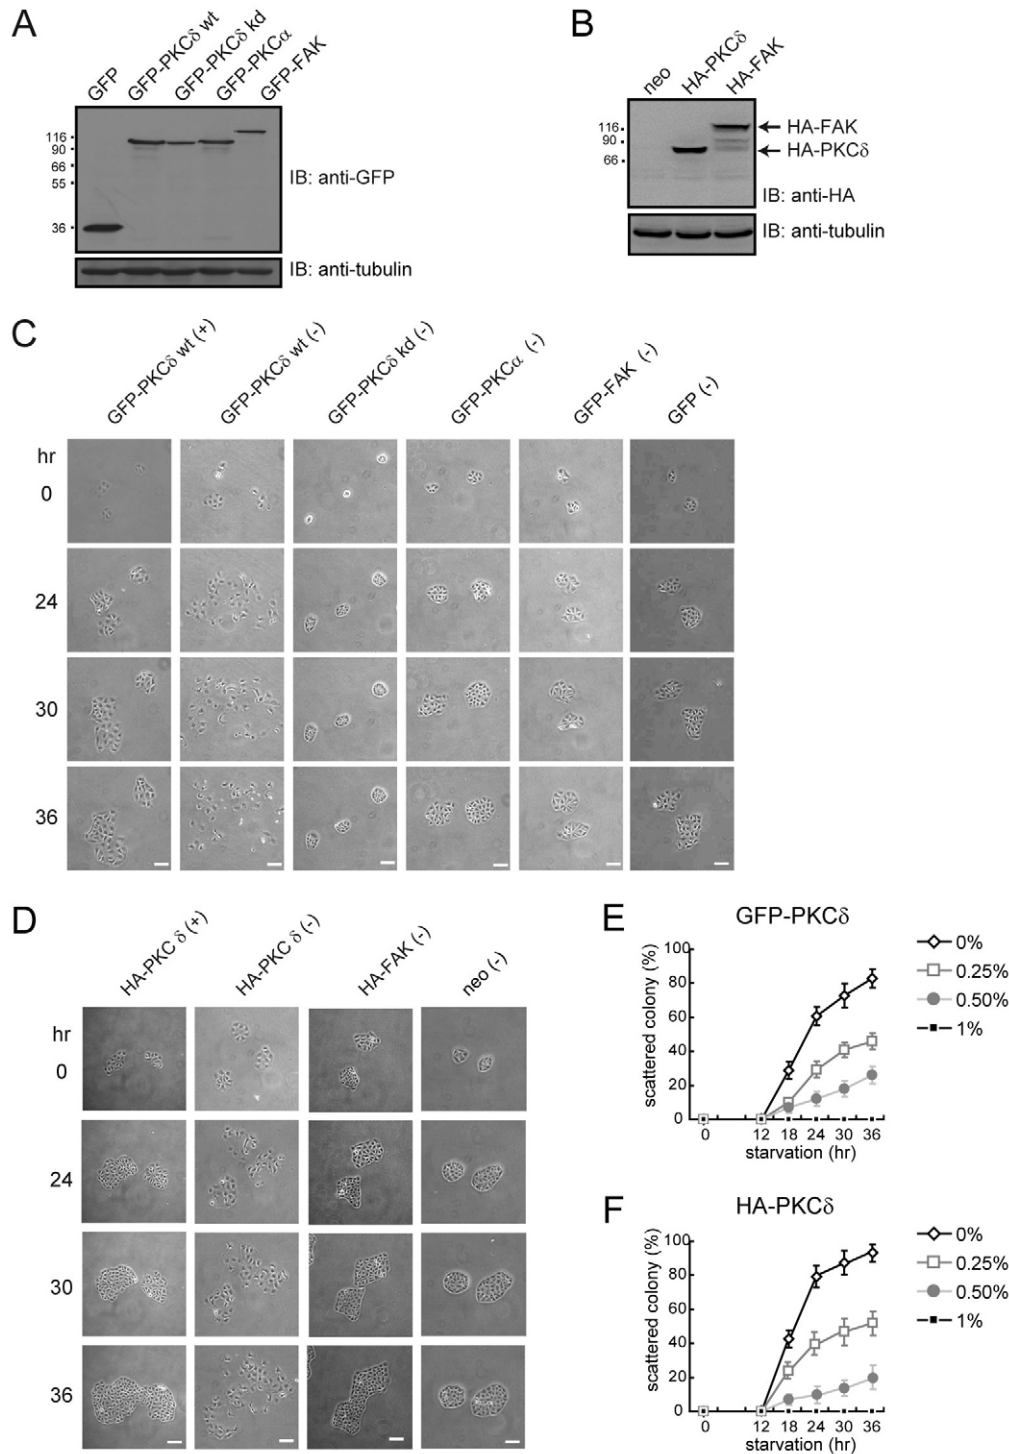 A
GFP
GFP-PKCδ wt
GFP-PKCδ kd
GFP-PKCα
GFP-FAK
116
90
66
55
36
IB: anti-GFP
IB: anti-tubulin
B
neo
HA-PKCδ
HA-FAK
116
90
66
HA-FAK
HA-PKCδ
IB: anti-HA
IB: anti-tubulin
C
GFP-PKCδ wt (+)
GFP-PKCδ wt (-)
GFP-PKCδ kd (-)
GFP-PKCα (-)
GFP-FAK (-)
GFP (-)
hr
0
24
30
36
D
HA-PKC δ (+)
HA-PKC δ (-)
HA-FAK (-)
neo (-)
hr
0
24
30
36
E
GFP-PKCδ
scattered colony (%)
100
80
60
40
20
0
0 12 18 24 30 36
starvation (hr)
0%
0.25%
0.50%
1%
F
HA-PKCδ
scattered colony (%)
100
80
60
40
20
0
0 12 18 24 30 36
starvation (hr)
0%
0.25%
0.50%
1%